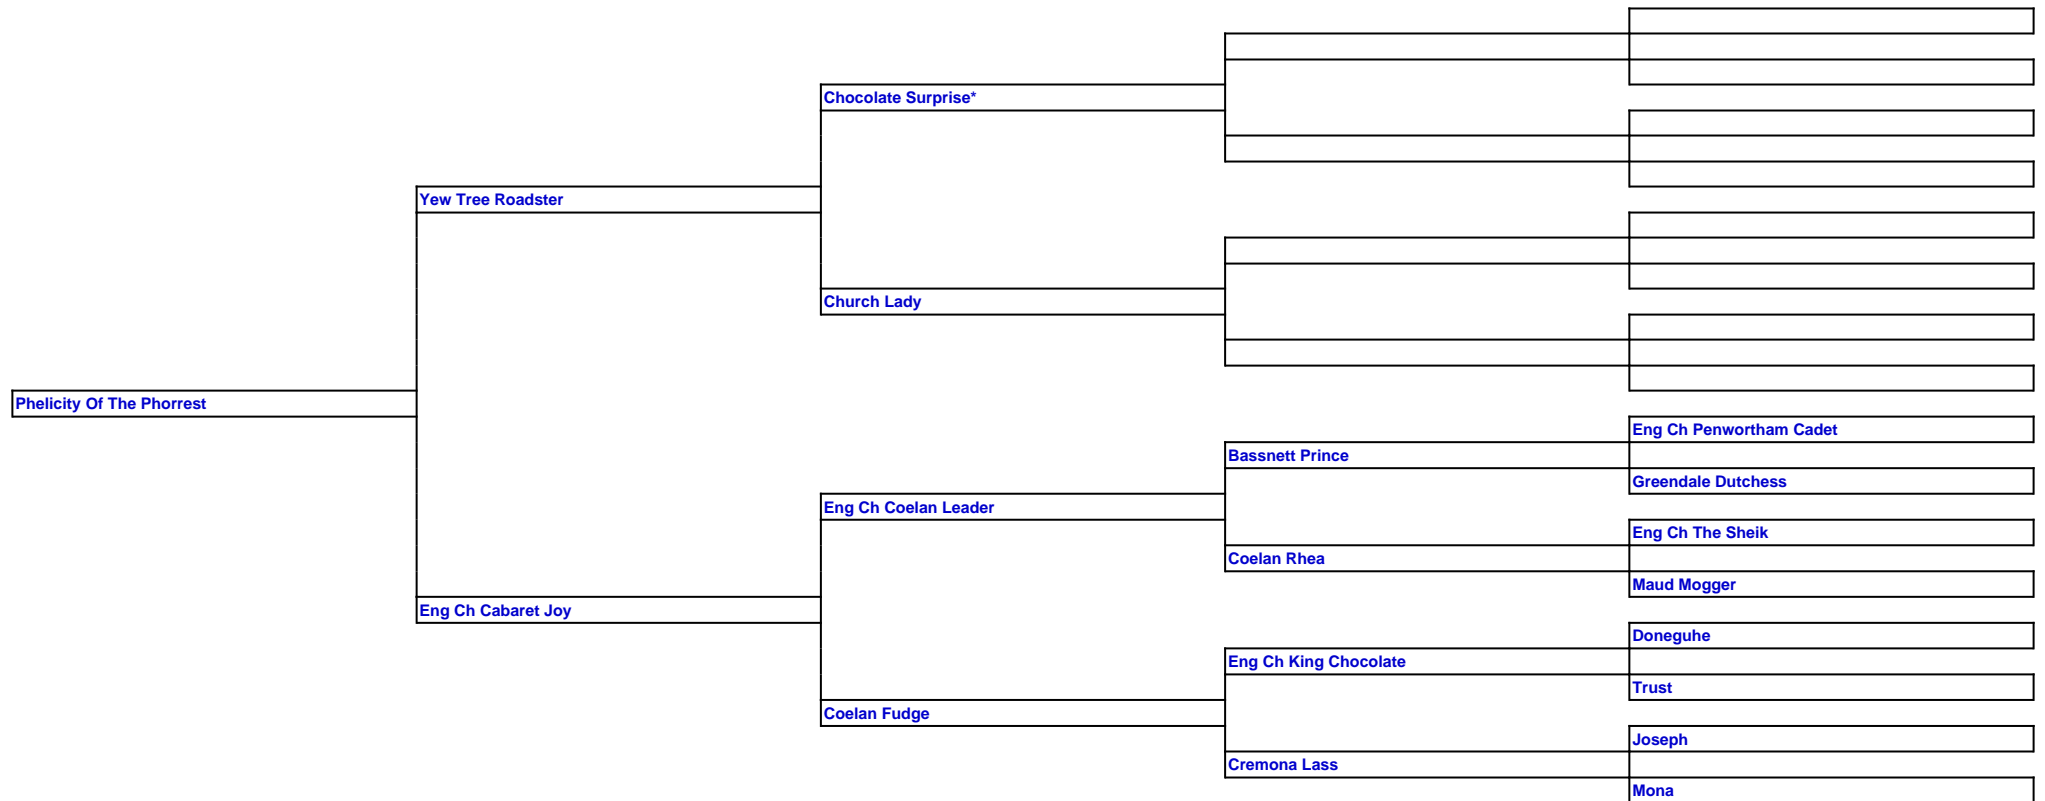 Chocolate Surprise*
Yew Tree Roadster
Church Lady
Phelicity Of The Phorrest
Eng Ch Penwortham Cadet
Bassnett Prince
Greendale Dutchess
Eng Ch Coelan Leader
Eng Ch The Sheik
Coelan Rhea
Maud Mogger
Eng Ch Cabaret Joy
Doneguhe
Eng Ch King Chocolate
Trust
Coelan Fudge
Joseph
Cremona Lass
Mona